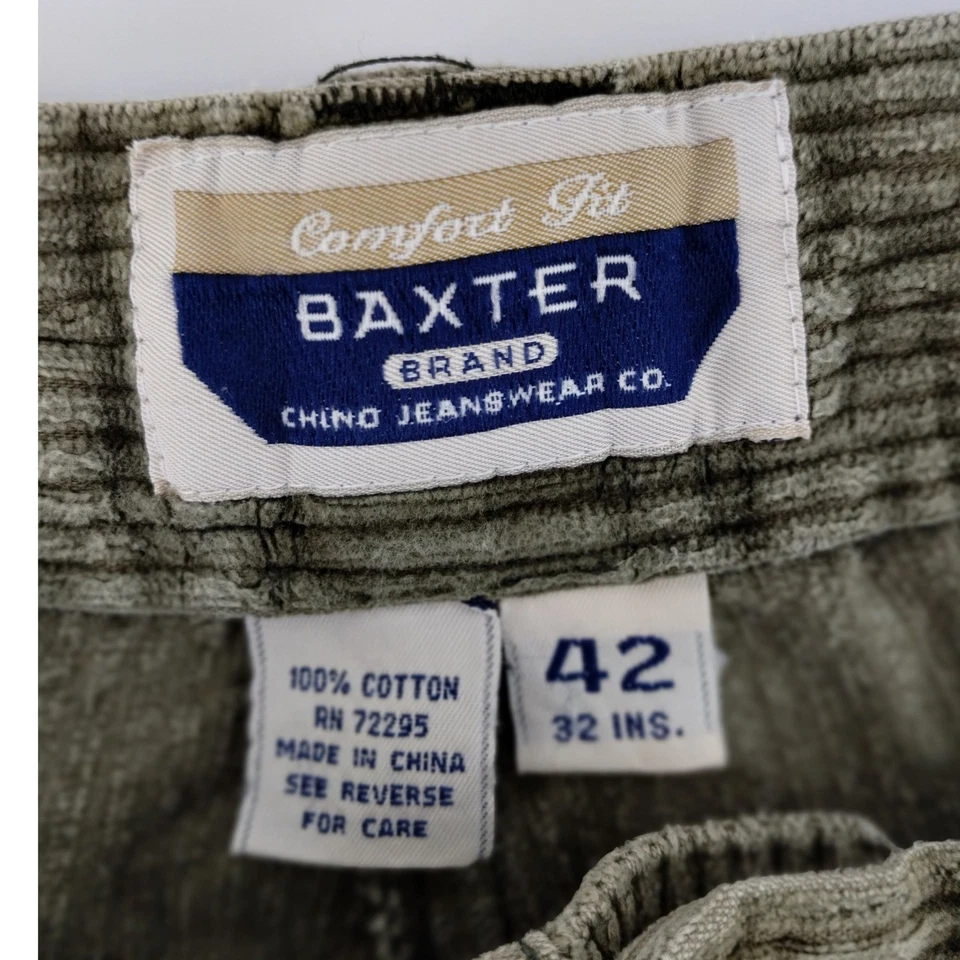 Comfort Fit
BAXTER
BRAND
CHINO JEANSWEAR CO.
100% COTTON
RN 72295
MADE IN CHINA
SEE REVERSE
FOR CARE
42
32 INS.